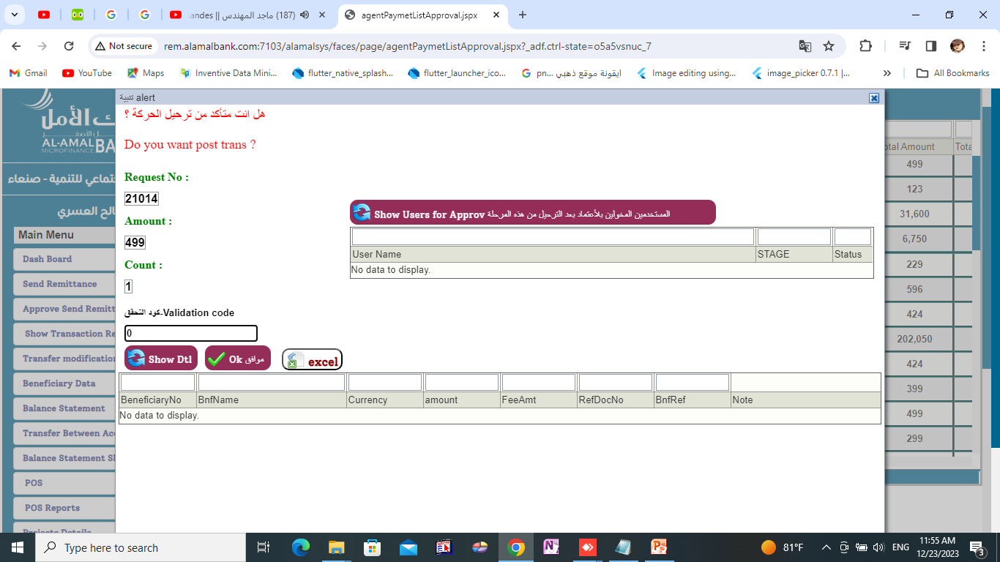 (187) ماجد المهندس ||
agentPaymetListApproval.jspx
Not secure
rem.alamalbank.com:7103/alamalsys/faces/page/agentPaymetListApproval.jspx?_adf.ctrl-state=o5a5vsnuc_7
Gmail
YouTube
Maps
Inventive Data Mini...
flutter_native_splash...
flutter_launcher_ico...
ايقونة موقع ذهبي pn...
Image editing using...
image_picker 0.7.1 |...
»
All Bookmarks
تنبية alert
هل انت متأكد من ترحيل الحركة ؟
Do you want post trans ?
Request No :
21014
Amount :
499
Count :
1
كود التحقق-Validation code
0
Show Dtl
Ok موافق
excel
Show Users for Approv المستخدمين المخولين بلأعتماد بعد الترحيل من هذه المرحلة
User Name STAGE Status
No data to display.
BeneficiaryNo BnfName Currency amount FeeAmt RefDocNo BnfRef Note
No data to display.
ك الأمل
AL-AMAL BA
MICROFINANCE
تماعي للتنمية - صنعاء
الح العسري
Main Menu
Dash Board
Send Remittance
Approve Send Remitt
Show Transaction Re
Transfer modification
Beneficiary Data
Balance Statement
Transfer Between Acc
Balance Statement Sl
POS
POS Reports
Projects Details
otal Amount Tota
499
123
31,600
6,750
229
596
424
202,050
424
399
499
299
Type here to search
81°F
ENG
11:55 AM
12/23/2023
3